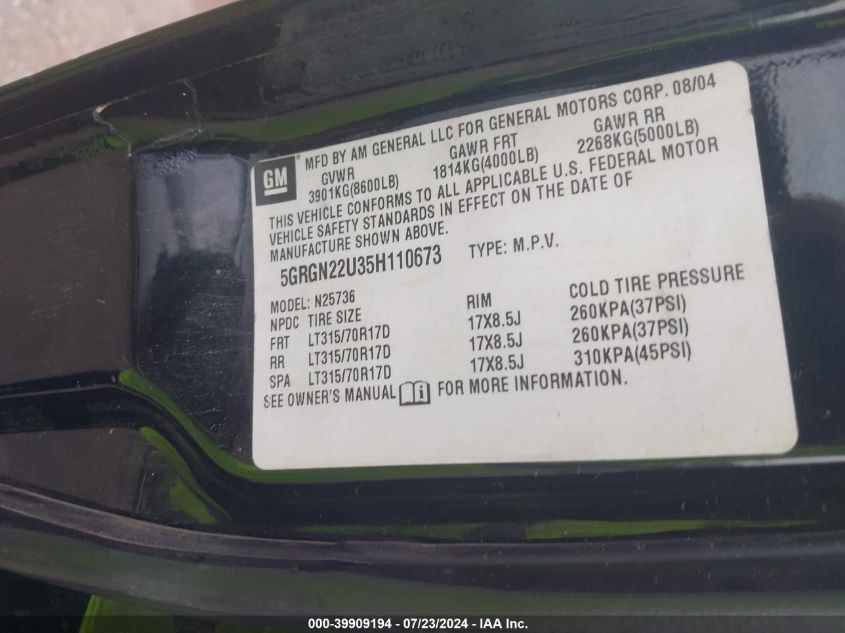 MFD BY AM GENERAL LLC FOR GENERAL MOTORS CORP. 08/04
GM
GVWR GAWR FRT GAWR RR
3901KG(8600LB) 1814KG(4000LB) 2268KG(5000LB)
THIS VEHICLE CONFORMS TO ALL APPLICABLE U.S. FEDERAL MOTOR
VEHICLE SAFETY STANDARDS IN EFFECT ON THE DATE OF
MANUFACTURE SHOWN ABOVE.
5GRGN22U35H110673 TYPE: M.P.V.
MODEL: N25736
NPDC TIRE SIZE RIM COLD TIRE PRESSURE
FRT LT315/70R17D 17X8.5J 260KPA(37PSI)
RR LT315/70R17D 17X8.5J 260KPA(37PSI)
SPA LT315/70R17D 17X8.5J 310KPA(45PSI)
SEE OWNER'S MANUAL i FOR MORE INFORMATION.
000-39909194 / 07/23/2024 - IAA Inc.